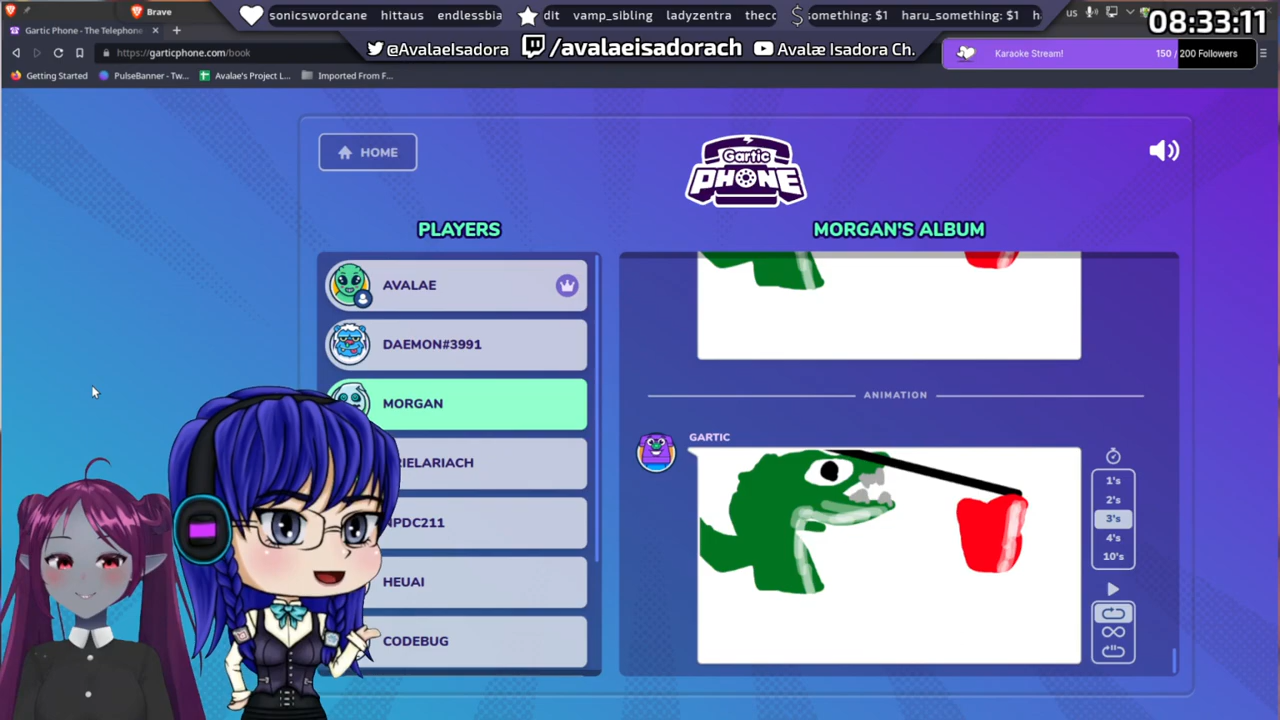 Brave
sonicswordcane hittaus endlessbia
dit vamp_sibling ladyzentra thecc
something: $1 haru_something: $1 h
us
08:33:11
Gartic Phone - The Telephone
@AvalaeIsadora
/avalaeisadorach
Avalæ Isadora Ch.
https://garticphone.com/book
Karaoke Stream!
150 / 200 Followers
Getting Started
PulseBanner - Tw...
Avalae's Project L...
Imported From F...
HOME
Gartic
PHONE
PLAYERS
MORGAN'S ALBUM
AVALAE
DAEMON#3991
MORGAN
RIELARIACH
NPDC211
HEUAI
CODEBUG
ANIMATION
GARTIC
1's
2's
3's
4's
10's